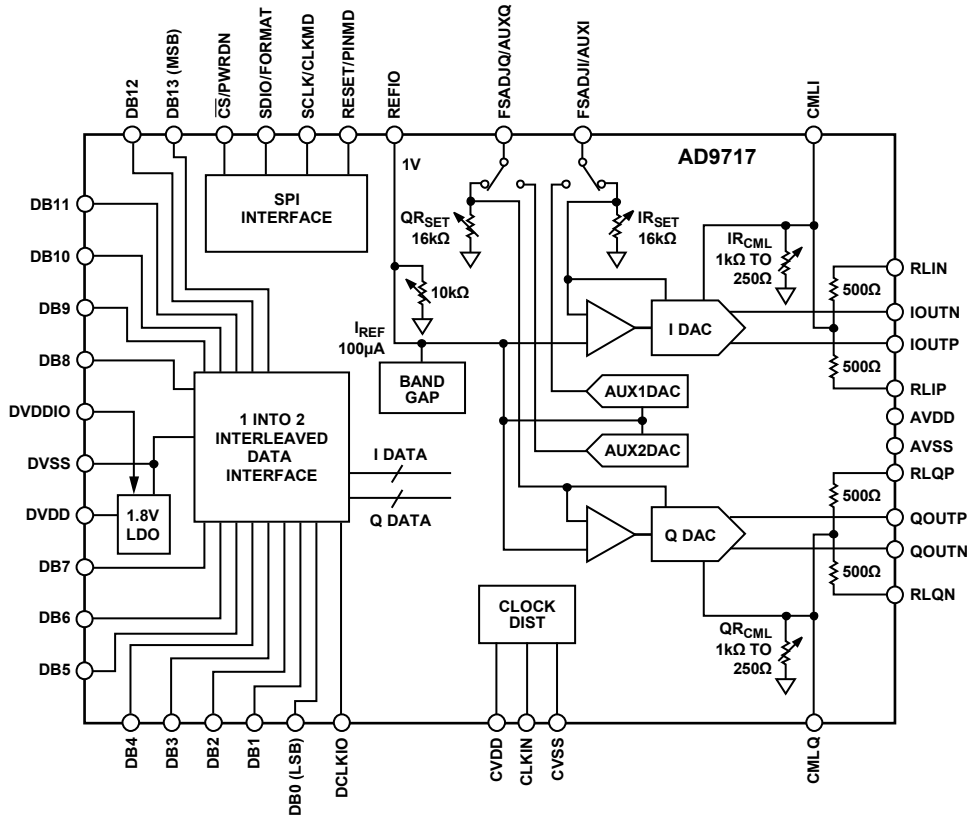 DB12
DB13 (MSB)
CS/PWRDN
SDIO/FORMAT
SCLK/CLKMD
RESET/PINMD
REFIO
FSADJQ/AUXQ
FSADJI/AUXI
CMLI
AD9717
1V
SPI
INTERFACE
DB11
DB10
DB9
DB8
DVDDIO
DVSS
DVDD
DB7
DB6
DB5
QRSET
16kΩ
IRSET
16kΩ
IRCML
1kΩ TO
250Ω
10kΩ
IREF
100µA
BAND
GAP
I DAC
500Ω
500Ω
RLIN
IOUTN
IOUTP
RLIP
AVDD
AVSS
RLQP
QOUTP
QOUTN
RLQN
AUX1DAC
AUX2DAC
1 INTO 2
INTERLEAVED
DATA
INTERFACE
I DATA
Q DATA
1.8V
LDO
Q DAC
500Ω
500Ω
CLOCK
DIST
QRCML
1kΩ TO
250Ω
DB4
DB3
DB2
DB1
DB0 (LSB)
DCLKIO
CVDD
CLKIN
CVSS
CMLQ